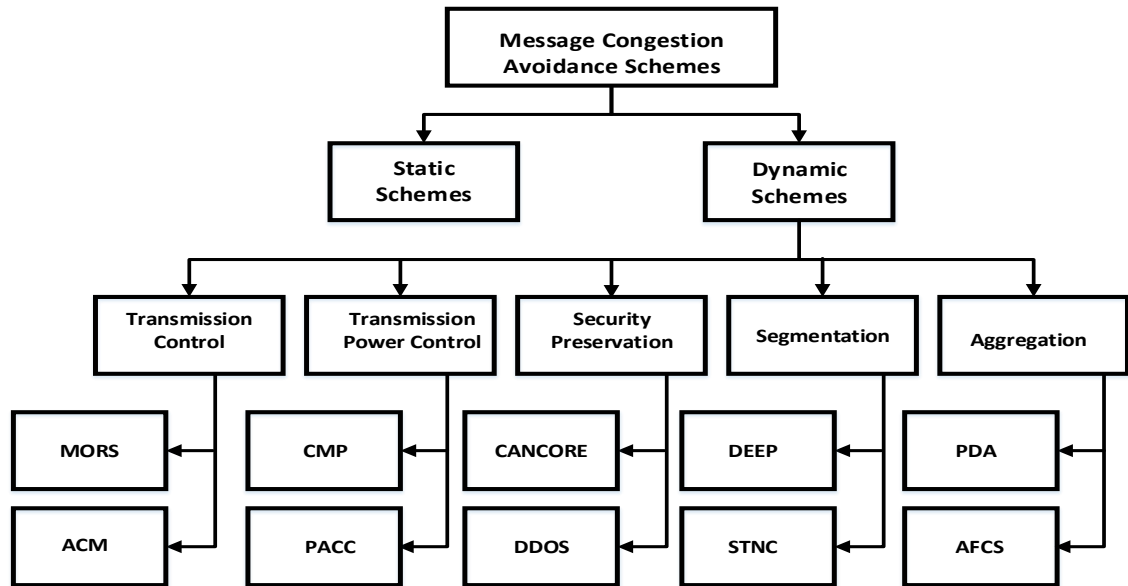 Message Congestion
Avoidance Schemes
Static
Schemes
Dynamic
Schemes
Transmission
Control
Transmission
Power Control
Security
Preservation
Segmentation
Aggregation
MORS
CMP
CANCORE
DEEP
PDA
ACM
PACC
DDOS
STNC
AFCS